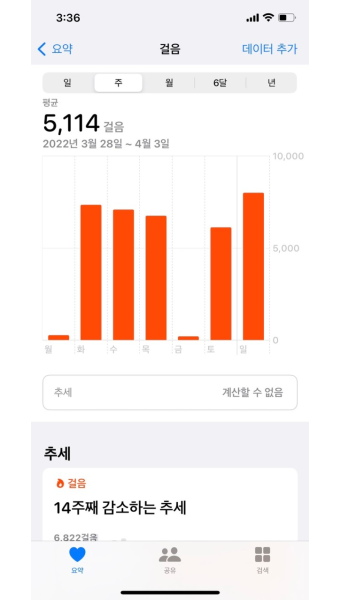 3:36
요약
걸음
데이터 추가
일 주 월 6달 년
평균
5,114 걸음
2022년 3월 28일 ~ 4월 3일
10,000
5,000
0
월 화 수 목 금 토 일
추세 계산할 수 없음
추세
걸음
14주째 감소하는 추세
6,822걸음
요약 공유 검색